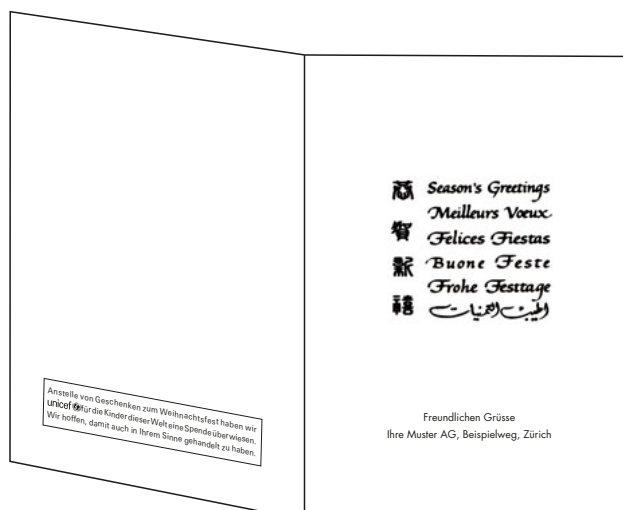 Anstelle von Geschenken zum Weihnachtsfest haben wir
unicef für die Kinder dieser Welt eine Spende überwiesen.
Wir hoffen, damit auch in Ihrem Sinne gehandelt zu haben.
恭賀新禧
Season's Greetings
Meilleurs Vœux
Felices Fiestas
Buone Feste
Frohe Festtage
أطيب التمنيات
Freundlichen Grüsse
Ihre Muster AG, Beispielweg, Zürich